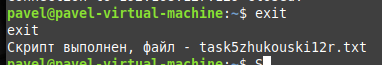 pavel@pavel-virtual-machine:~$ exit
exit
Скрипт выполнен, файл - task5zhukouski12r.txt
pavel@pavel-virtual-machine:~$ S